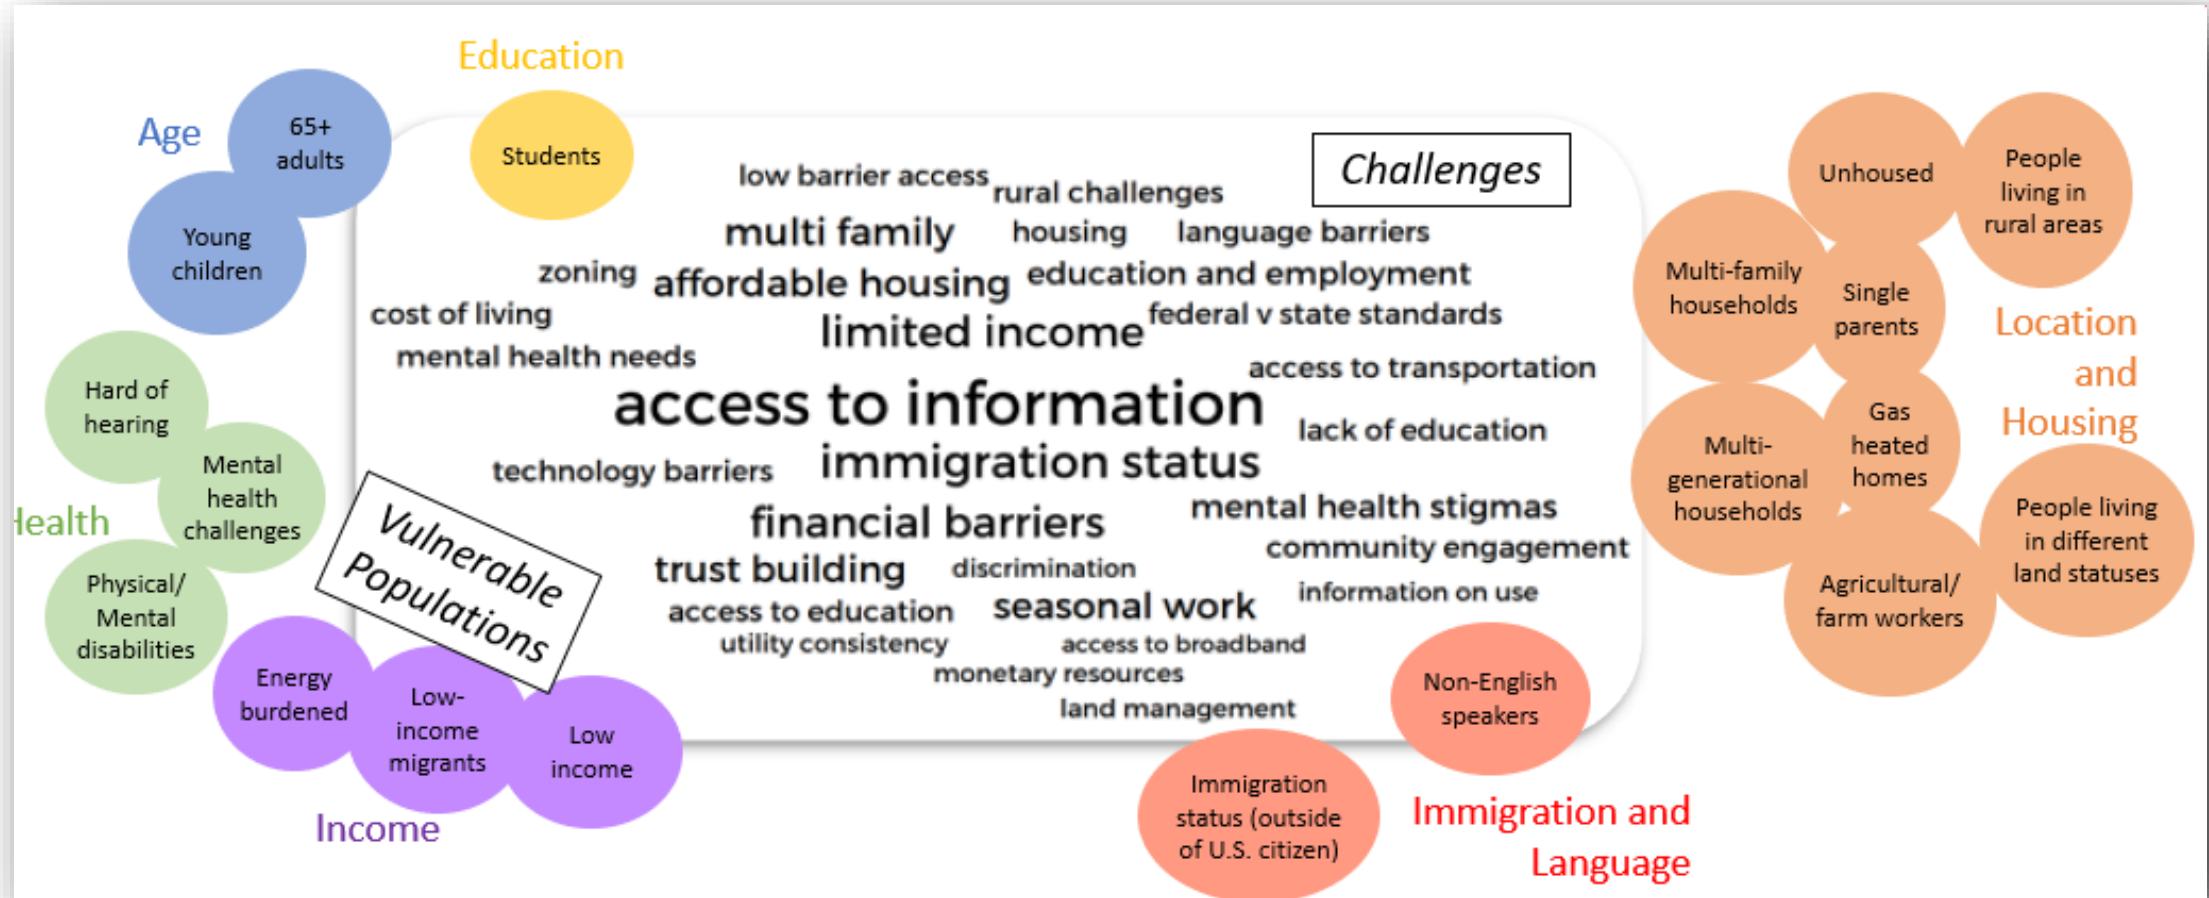 Education
Age
65+
adults
Students
Young
children
Hard of
hearing
Mental
health
challenges
Health
Physical/
Mental
disabilities
Vulnerable
Populations
Energy
burdened
Low-
income
migrants
Low
income
Income
Challenges
low barrier access
rural challenges
multi family
housing
language barriers
zoning
affordable housing
education and employment
cost of living
limited income
federal v state standards
mental health needs
access to transportation
access to information
lack of education
technology barriers
immigration status
financial barriers
mental health stigmas
community engagement
trust building
discrimination
information on use
access to education
seasonal work
utility consistency
access to broadband
monetary resources
land management
Non-English
speakers
Immigration
status (outside
of U.S. citizen)
Immigration and
Language
Unhoused
People
living in
rural areas
Multi-family
households
Single
parents
Location
and
Housing
Gas
heated
homes
Multi-
generational
households
People living
in different
land statuses
Agricultural/
farm workers